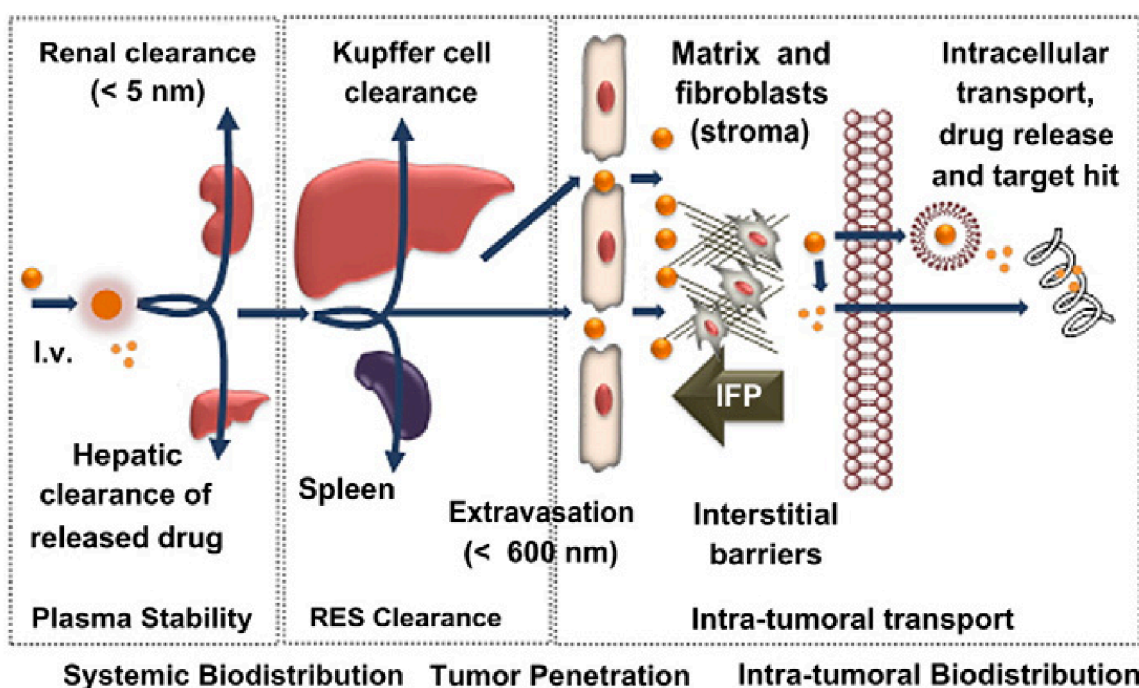 Renal clearance
(< 5 nm)
I.v.
Hepatic
clearance of
released drug
Plasma Stability
Kupffer cell
clearance
Spleen
RES Clearance
Extravasation
(< 600 nm)
Matrix and
fibroblasts
(stroma)
IFP
Interstitial
barriers
Intracellular
transport,
drug release
and target hit
Intra-tumoral transport
Systemic Biodistribution
Tumor Penetration
Intra-tumoral Biodistribution